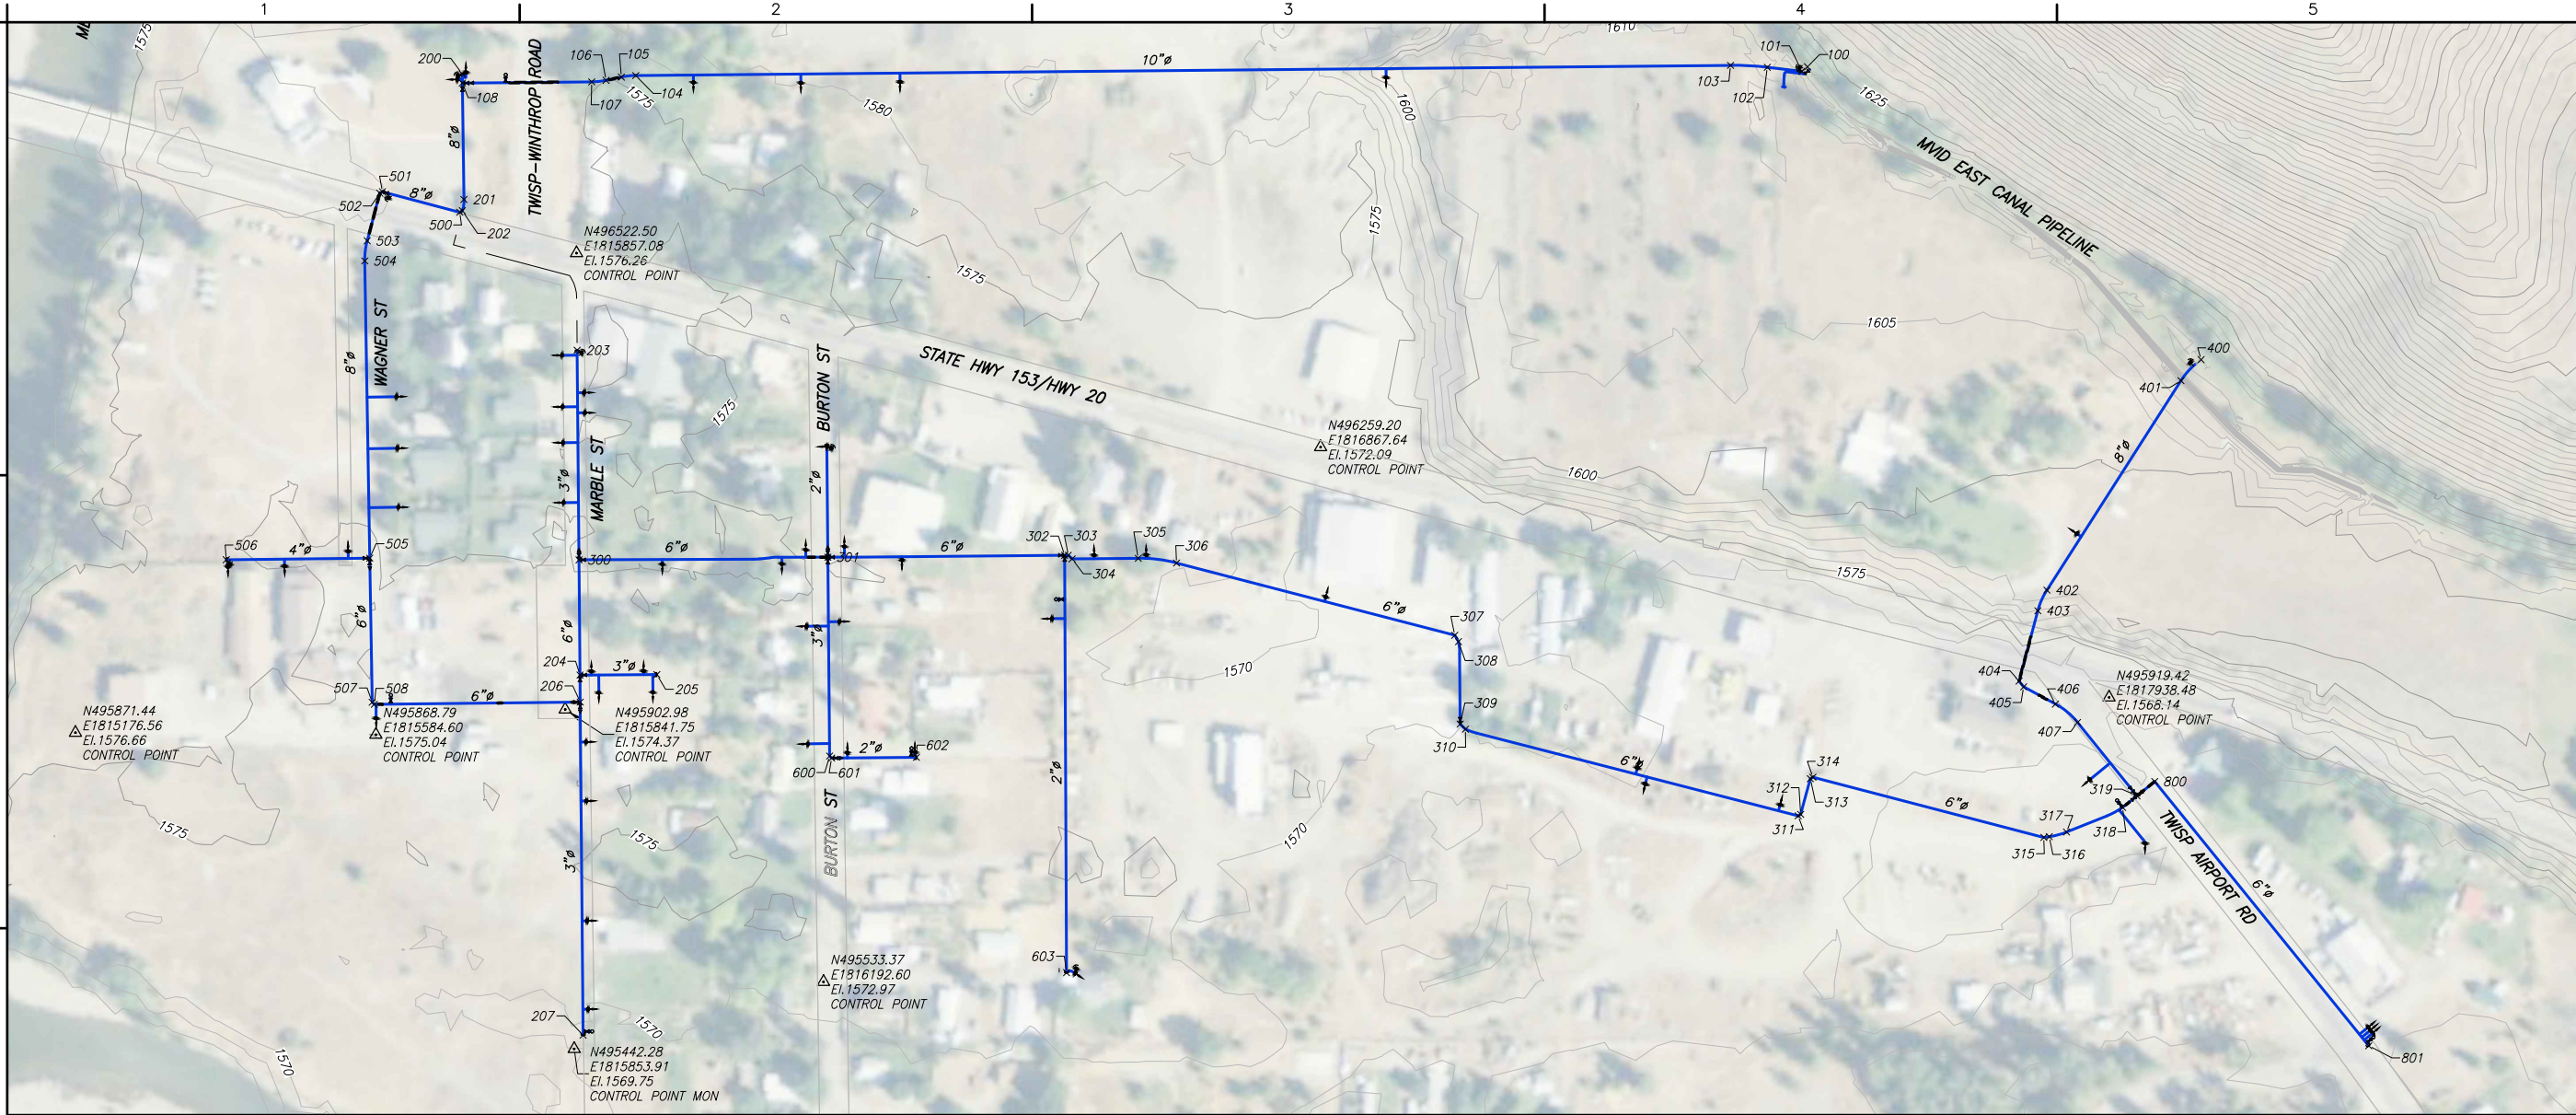 1
2
3
4
5
ME
1575
200
108
TWISP-WINTHROP ROAD
106
105
107
104
1575
10"ø
1580
1610
101
100
103
102
1600
1625
MVID EAST CANAL PIPELINE
8"ø
501
502
8"ø
201
500
202
503
504
N496522.50
E1815857.08
El.1576.26
CONTROL POINT
1575
1575
WAGNER ST
8"ø
203
3"ø
MARBLE ST
1575
BURTON ST
2"ø
STATE HWY 153/HWY 20
N496259.20
E1816867.64
El.1572.09
CONTROL POINT
1605
1600
400
401
8"ø
506
4"ø
505
300
6"ø
301
6"ø
302
303
304
305
306
6"ø
307
308
1575
402
403
6"ø
6"ø
3"ø
204
3"ø
205
206
507
508
6"ø
1570
309
310
404
405
406
407
N495919.42
E1817938.48
El.1568.14
CONTROL POINT
N495871.44
E1815176.56
El.1576.66
CONTROL POINT
N495868.79
E1815584.60
El.1575.04
CONTROL POINT
N495902.98
E1815841.75
El.1574.37
CONTROL POINT
2"ø
602
600
601
2"ø
6"ø
312
314
313
311
6"ø
315
316
317
318
319
800
1575
1575
3"ø
BURTON ST
1570
TWISP AIRPORT RD
6"ø
N495533.37
E1816192.60
El.1572.97
CONTROL POINT
603
207
1570
1570
N495442.28
E1815853.91
El.1569.75
CONTROL POINT MON
801